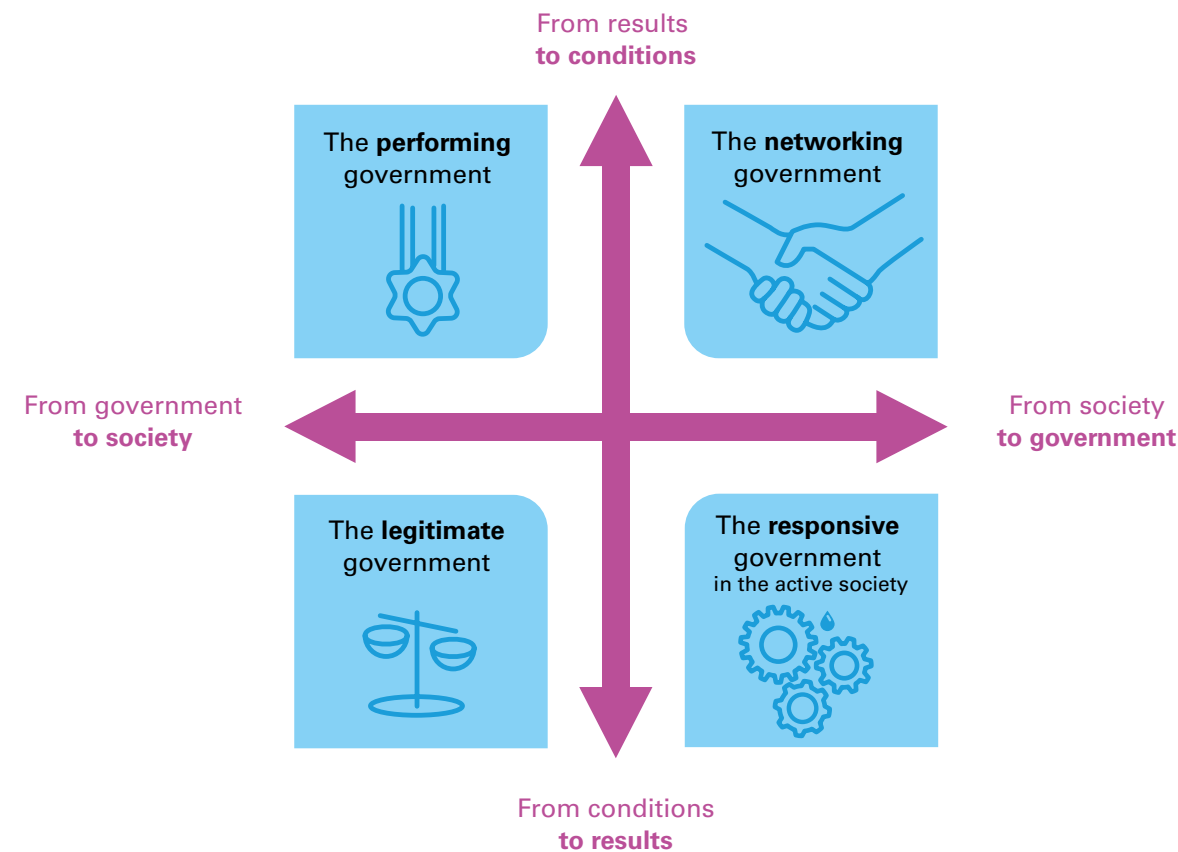 From results
to conditions
The performing
government
The networking
government
From government
to society
From society
to government
The legitimate
government
The responsive
government
in the active society
From conditions
to results